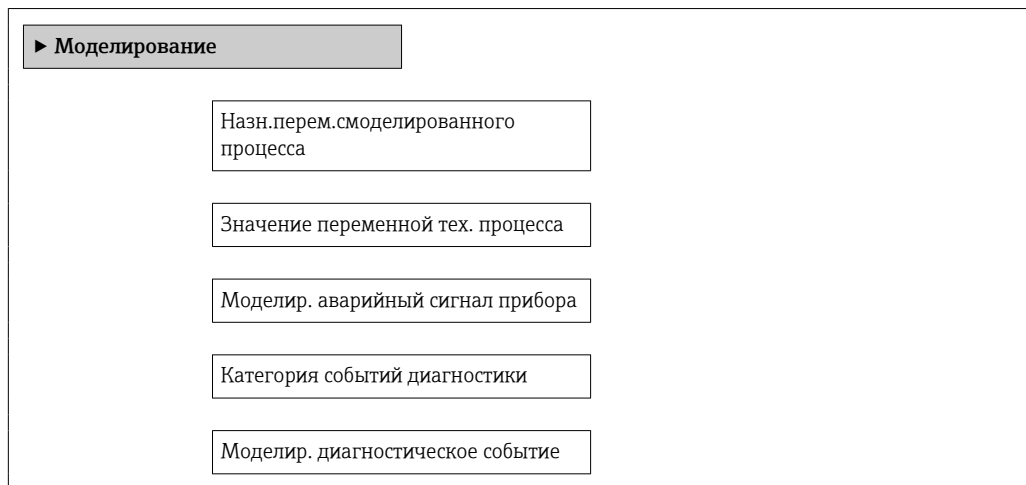 ▶ Моделирование
Назн.перем.смоделированного
процесса
Значение переменной тех. процесса
Моделир. аварийный сигнал прибора
Категория событий диагностики
Моделир. диагностическое событие